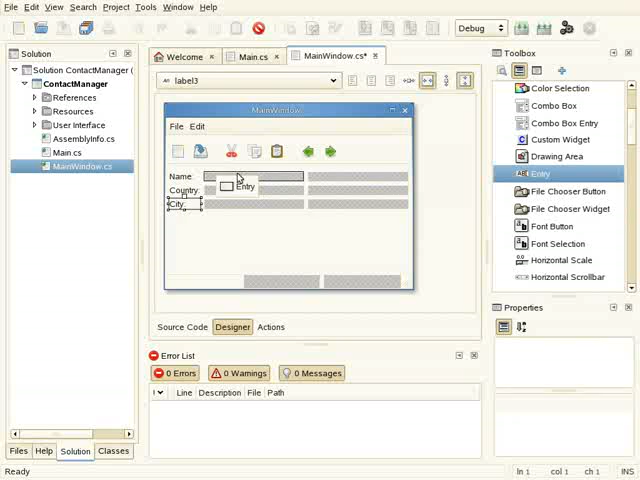 File Edit View Search Project Tools Window Help
Debug
Solution
Solution ContactManager (
ContactManager
References
Resources
User Interface
AssemblyInfo.cs
Main.cs
MainWindow.cs
Files Help Solution Classes
Welcome Main.cs MainWindow.cs*
label3
MainWindow
File Edit
Name
Country:
City:
Entry
Source Code Designer Actions
Error List
0 Errors 0 Warnings 0 Messages
! Line Description File Path
Toolbox
Color Selection
Combo Box
Combo Box Entry
Custom Widget
Drawing Area
Entry
File Chooser Button
File Chooser Widget
Font Button
Font Selection
Horizontal Scale
Horizontal Scrollbar
Properties
Ready
ln 1 col 1 ch 1 INS